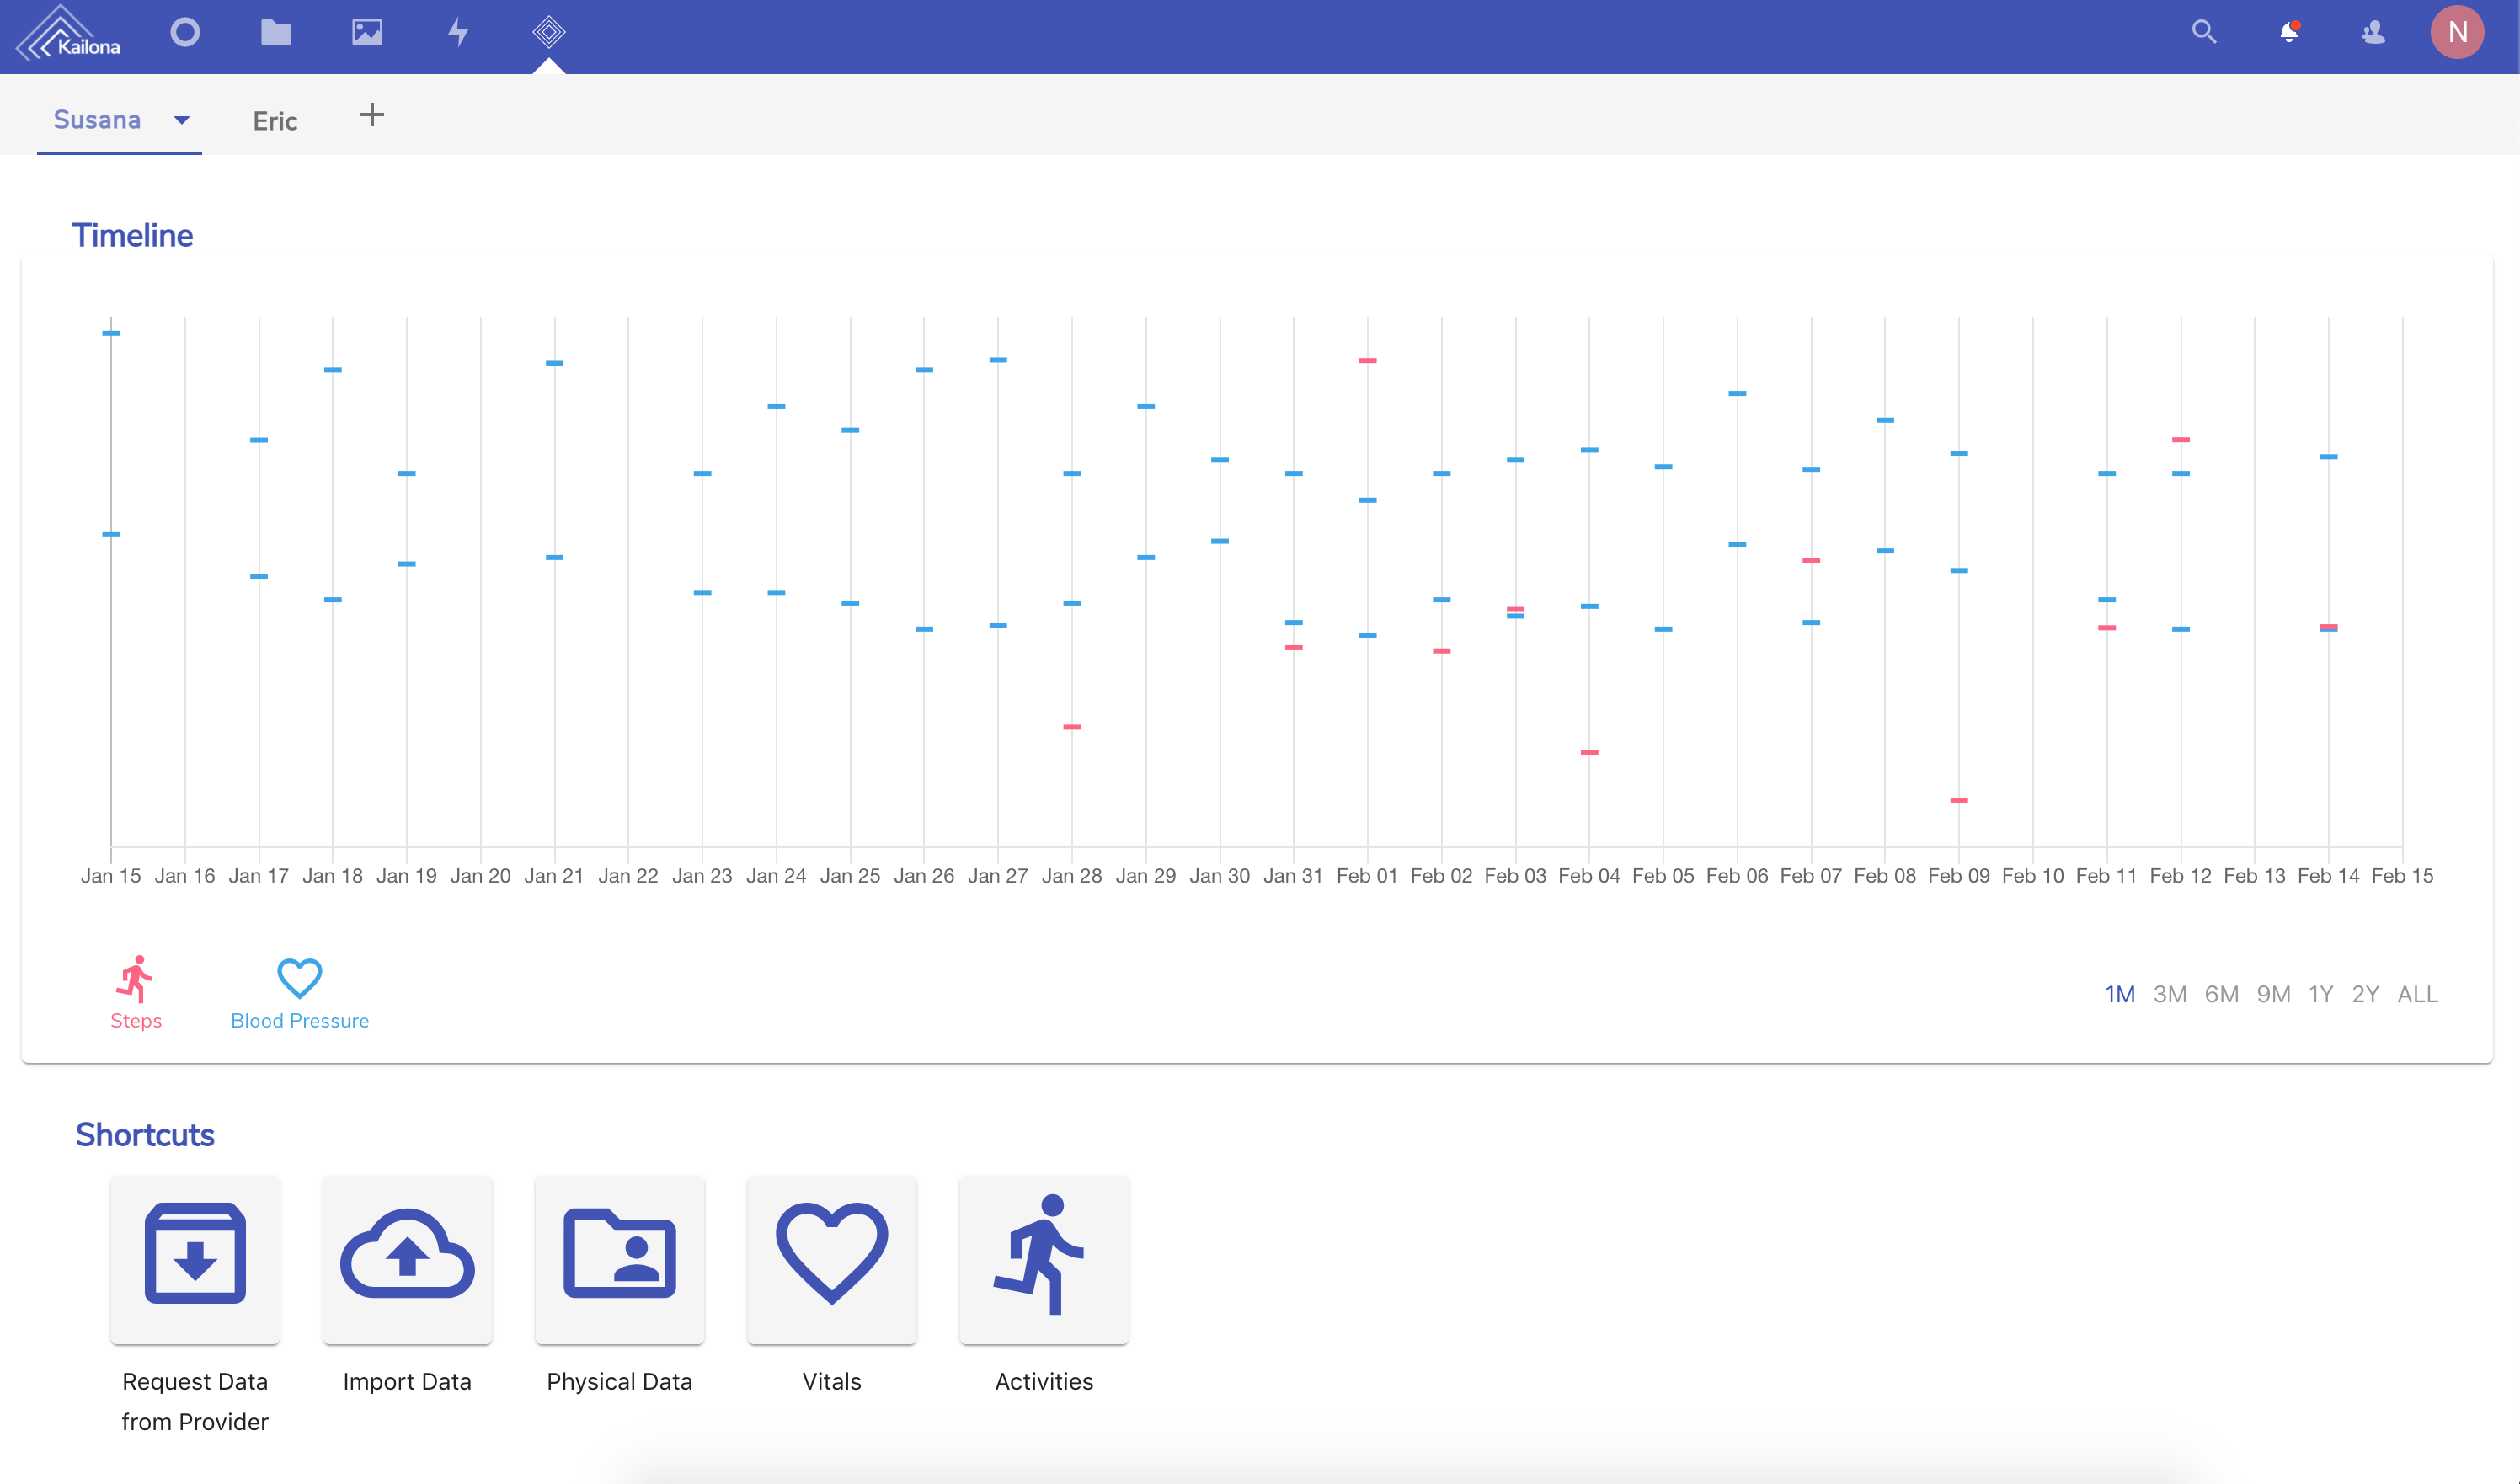 Kailona
N
Susana Eric +
Timeline
Jan 15 Jan 16 Jan 17 Jan 18 Jan 19 Jan 20 Jan 21 Jan 22 Jan 23 Jan 24 Jan 25 Jan 26 Jan 27 Jan 28 Jan 29 Jan 30 Jan 31 Feb 01 Feb 02 Feb 03 Feb 04 Feb 05 Feb 06 Feb 07 Feb 08 Feb 09 Feb 10 Feb 11 Feb 12 Feb 13 Feb 14 Feb 15
Steps Blood Pressure
1M 3M 6M 9M 1Y 2Y ALL
Shortcuts
Request Data
from Provider
Import Data
Physical Data
Vitals
Activities